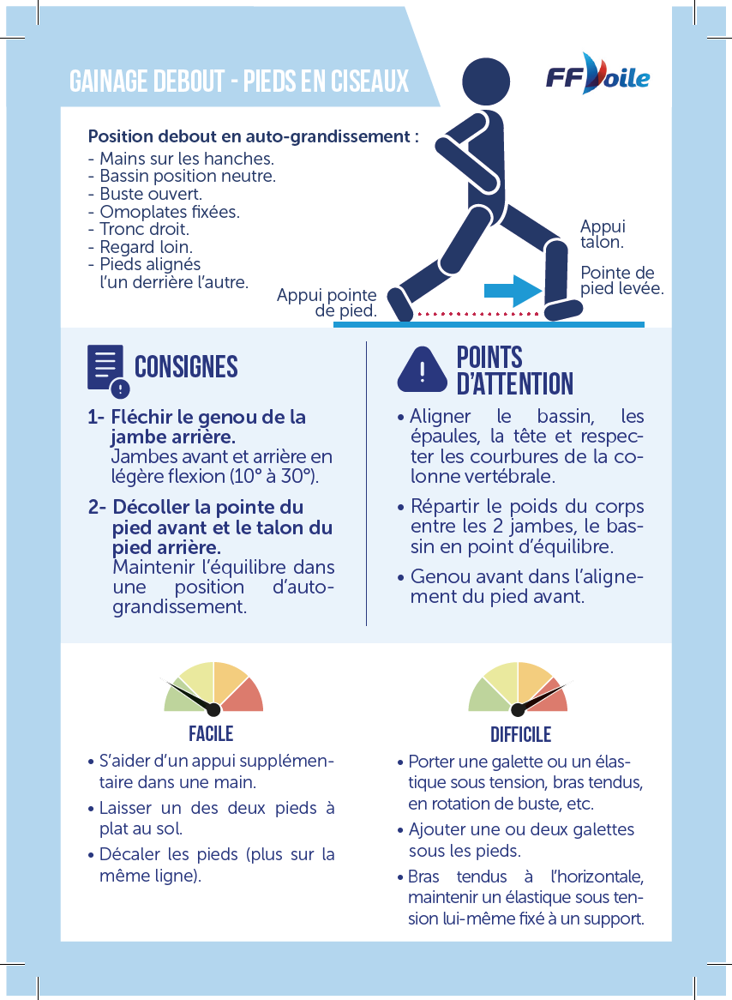 GAINAGE DEBOUT - PIEDS EN CISEAUX
FFVoile
Position debout en auto-grandissement :
- Mains sur les hanches.
- Bassin position neutre.
- Buste ouvert.
- Omoplates fixées.
- Tronc droit.
- Regard loin.
- Pieds alignés
l'un derrière l'autre.
Appui pointe
de pied.
Appui
talon.
Pointe de
pied levée.
CONSIGNES
1- Fléchir le genou de la
jambe arrière.
Jambes avant et arrière en
légère flexion (10° à 30°).
2- Décoller la pointe du
pied avant et le talon du
pied arrière.
Maintenir l'équilibre dans
une position d'auto-
grandissement.
POINTS
D'ATTENTION
• Aligner le bassin, les
épaules, la tête et respec-
ter les courbures de la co-
lonne vertébrale.
• Répartir le poids du corps
entre les 2 jambes, le bas-
sin en point d'équilibre.
• Genou avant dans l'aligne-
ment du pied avant.
FACILE
• S'aider d'un appui supplémen-
taire dans une main.
• Laisser un des deux pieds à
plat au sol.
• Décaler les pieds (plus sur la
même ligne).
DIFFICILE
• Porter une galette ou un élas-
tique sous tension, bras tendus,
en rotation de buste, etc.
• Ajouter une ou deux galettes
sous les pieds.
• Bras tendus à l'horizontale,
maintenir un élastique sous ten-
sion lui-même fixé à un support.